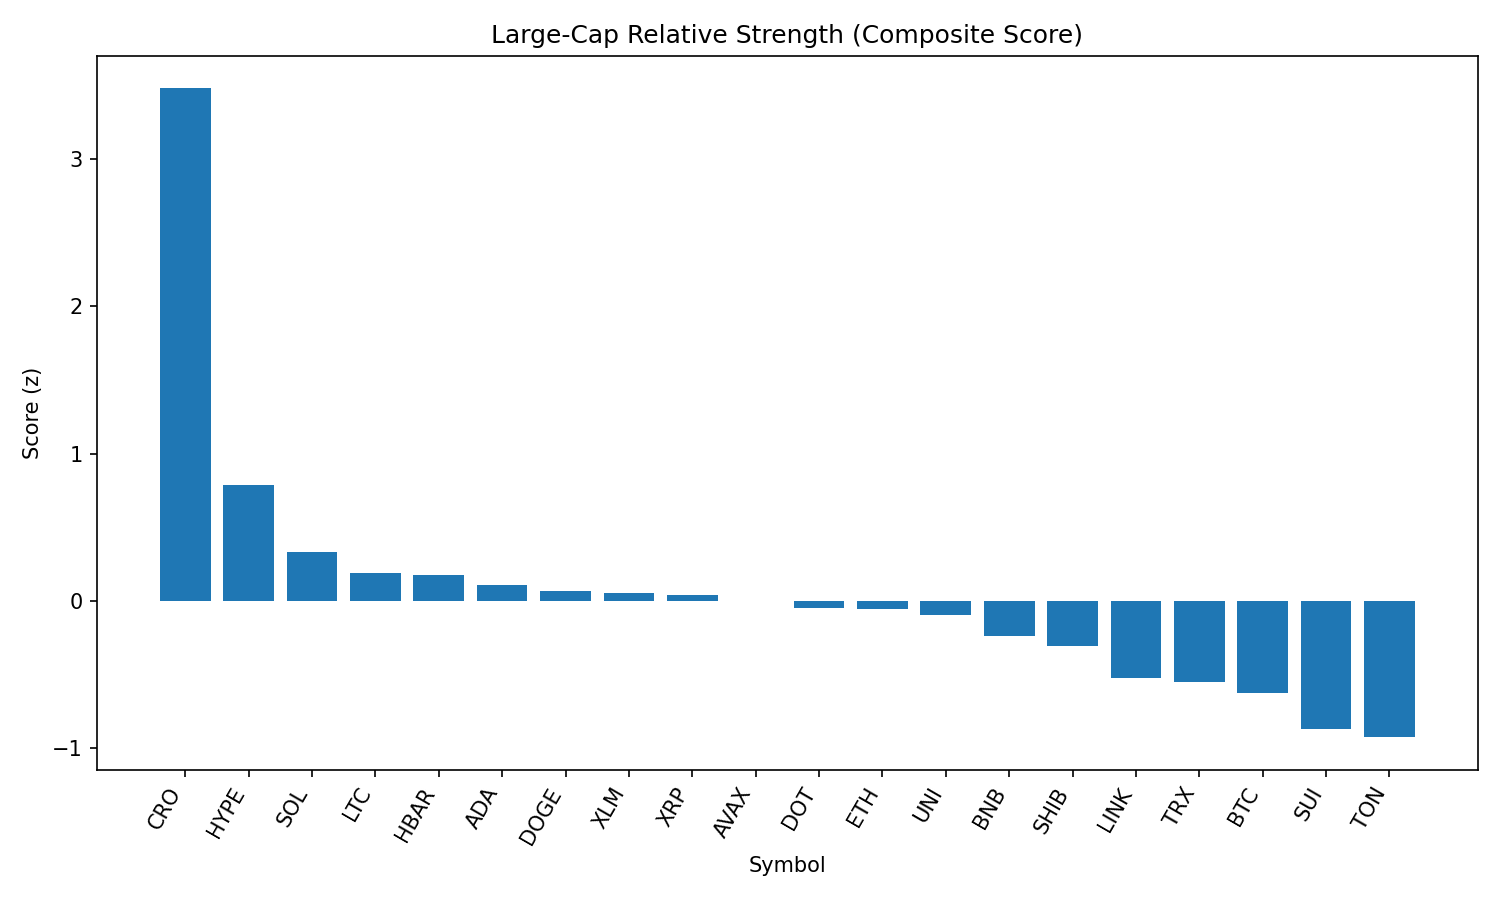 Large-Cap Relative Strength (Composite Score)
3
2
1
0
−1
Score (z)
CRO
HYPE
SOL
LTC
HBAR
ADA
DOGE
XLM
XRP
AVAX
DOT
ETH
UNI
BNB
SHIB
LINK
TRX
BTC
SUI
TON
Symbol